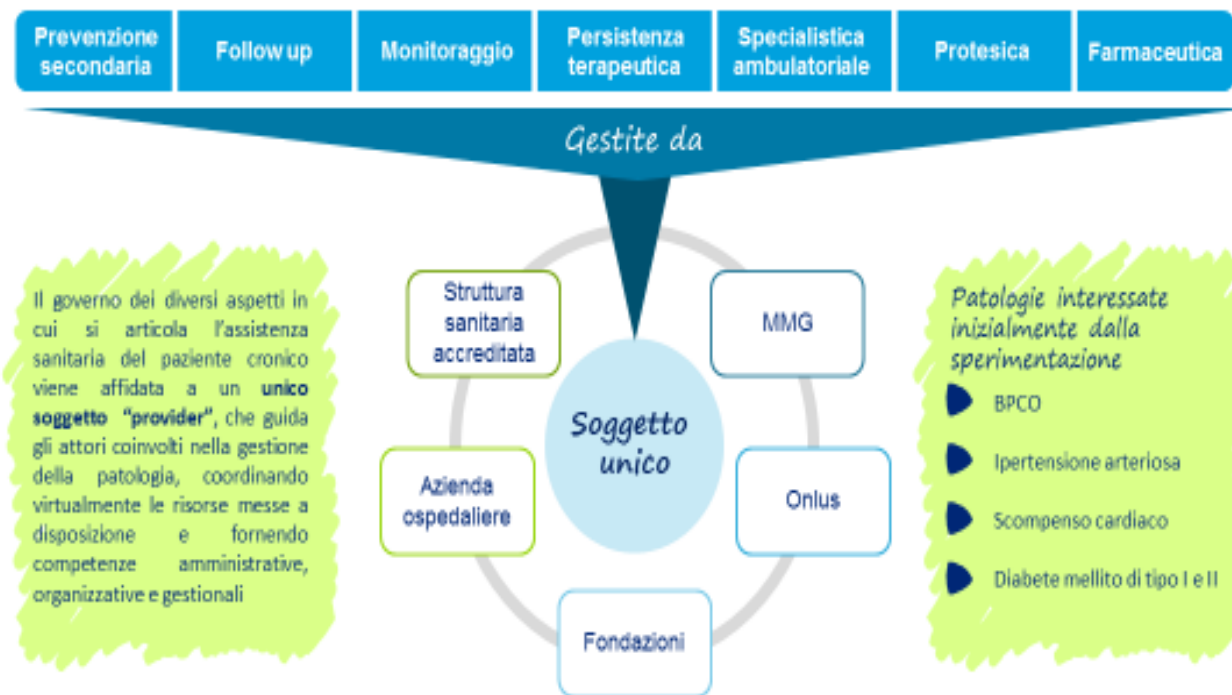 Prevenzione
secondaria
Follow up
Monitoraggio
Persistenza
terapeutica
Specialistica
ambulatoriale
Protesica
Farmaceutica
Gestite da
Il governo dei diversi aspetti in
cui si articola l'assistenza
sanitaria del paziente cronico
viene affidata a un unico
soggetto "provider", che guida
gli attori coinvolti nella gestione
della patologia, coordinando
virtualmente le risorse messe a
disposizione e fornendo
competenze amministrative,
organizzative e gestionali
Struttura
sanitaria
accreditata
MMG
Soggetto
unico
Azienda
ospedaliere
Onlus
Fondazioni
Patologie interessate
inizialmente dalla
sperimentazione
BPCO
Ipertensione arteriosa
Scompenso cardiaco
Diabete mellito di tipo I e II